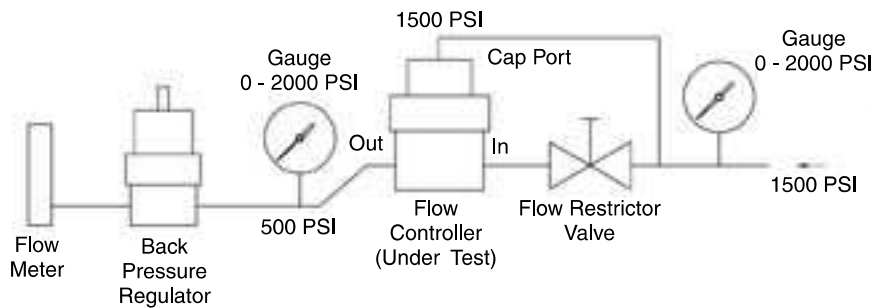 1500 PSI
Gauge
0 - 2000 PSI
Cap Port
Gauge
0 - 2000 PSI
Out
In
1500 PSI
500 PSI
Flow
Meter
Back
Pressure
Regulator
Flow
Controller
(Under Test)
Flow Restrictor
Valve